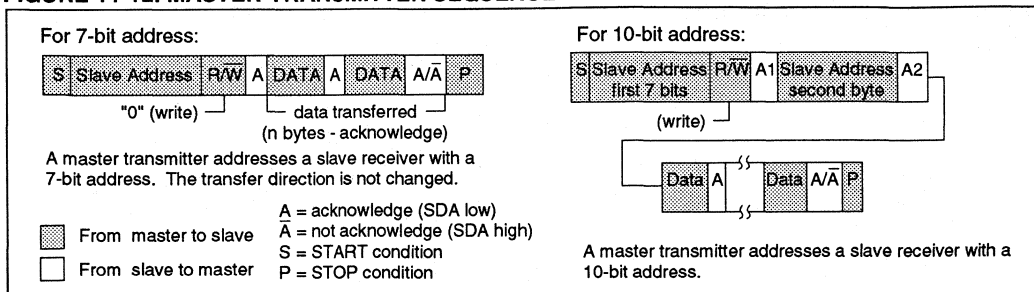 FIGURE 11-12: MASTER TRANSMITTER SEQUENCE
For 7-bit address:
S Slave Address R/W̅ A DATA A DATA A/A̅ P
"0" (write)
data transferred
(n bytes - acknowledge)
A master transmitter addresses a slave receiver with a
7-bit address. The transfer direction is not changed.
From master to slave
From slave to master
A = acknowledge (SDA low)
A̅ = not acknowledge (SDA high)
S = START condition
P = STOP condition
For 10-bit address:
S Slave Address R/W̅ A1 Slave Address A2
first 7 bits second byte
(write)
Data A Data A/A̅ P
A master transmitter addresses a slave receiver with a
10-bit address.